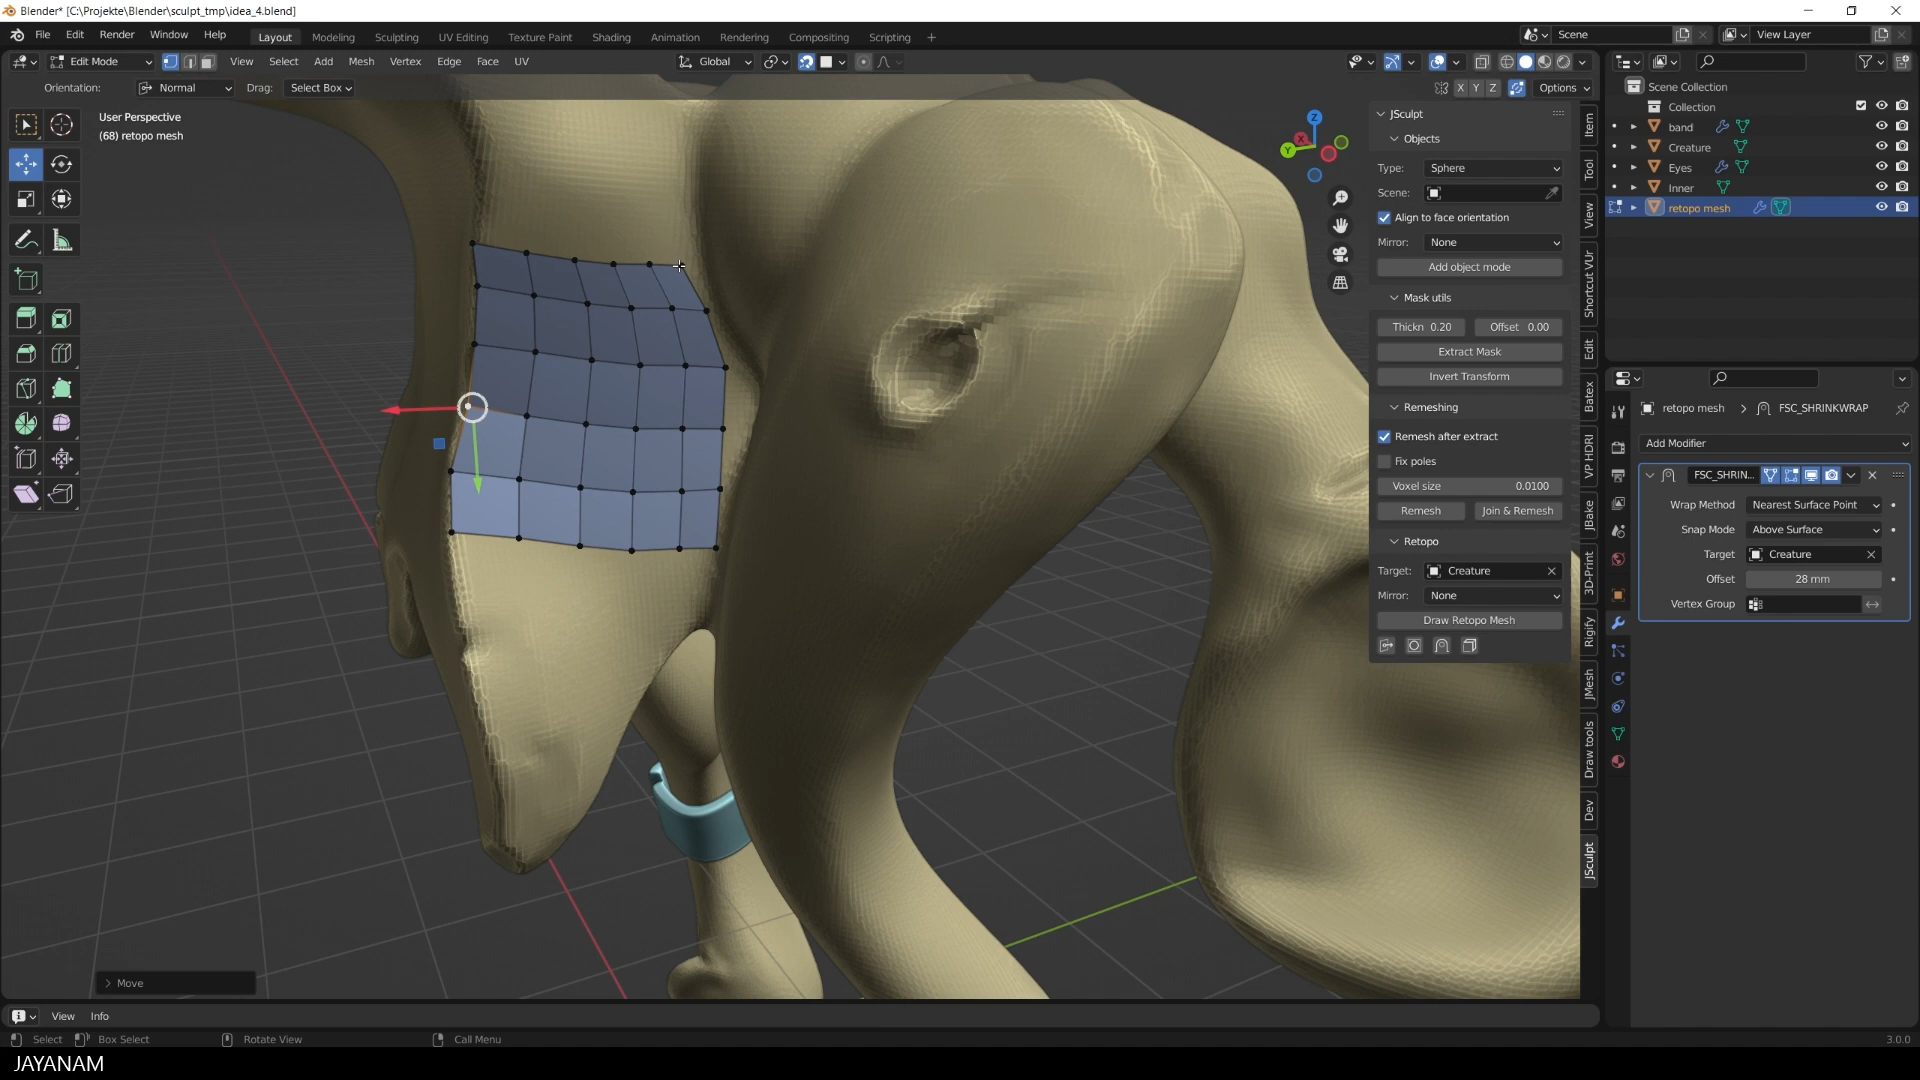 Blender* [C:\Projekte\Blender\sculpt_tmp\idea_4.blend]
File Edit Render Window Help Layout Modeling Sculpting UV Editing Texture Paint Shading Animation Rendering Compositing Scripting + Scene View Layer
Edit Mode View Select Add Mesh Vertex Edge Face UV Global
Orientation: Normal Drag: Select Box X Y Z Options
User Perspective
(68) retopo mesh
Z
X
Y
JSculpt
Objects
Type: Sphere
Scene:
Align to face orientation
Mirror: None
Add object mode
Mask utils
Thickn 0.20 Offset 0.00
Extract Mask
Invert Transform
Remeshing
Remesh after extract
Fix poles
Voxel size 0.0100
Remesh Join & Remesh
Retopo
Target: Creature
Mirror: None
Draw Retopo Mesh
Item
Tool
View
Shortcut VUr
Edit
Batex
VP HDRI
JBake
3D-Print
Rigify
JMesh
Draw tools
Dev
JSculpt
Scene Collection
Collection
band
Creature
Eyes
Inner
retopo mesh
retopo mesh > FSC_SHRINKWRAP
Add Modifier
FSC_SHRIN...
Wrap Method Nearest Surface Point
Snap Mode Above Surface
Target Creature
Offset 28 mm
Vertex Group
Move
View Info
Select Box Select Rotate View Call Menu 3.0.0
JAYANAM